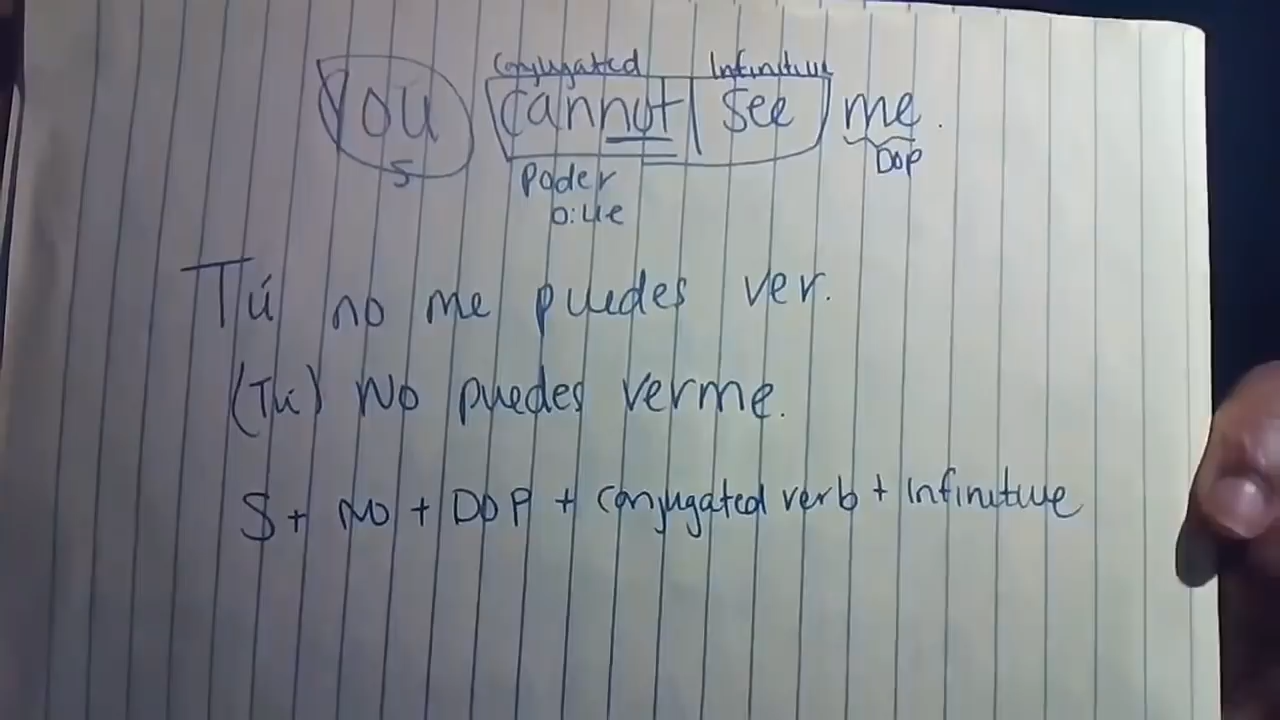 Conjugated Infinitive
You cannot see me.
S Poder DOP
o:ue
Tú no me puedes ver.
(Tú) No puedes verme.
S + No + DOP + conjugated verb + Infinitive